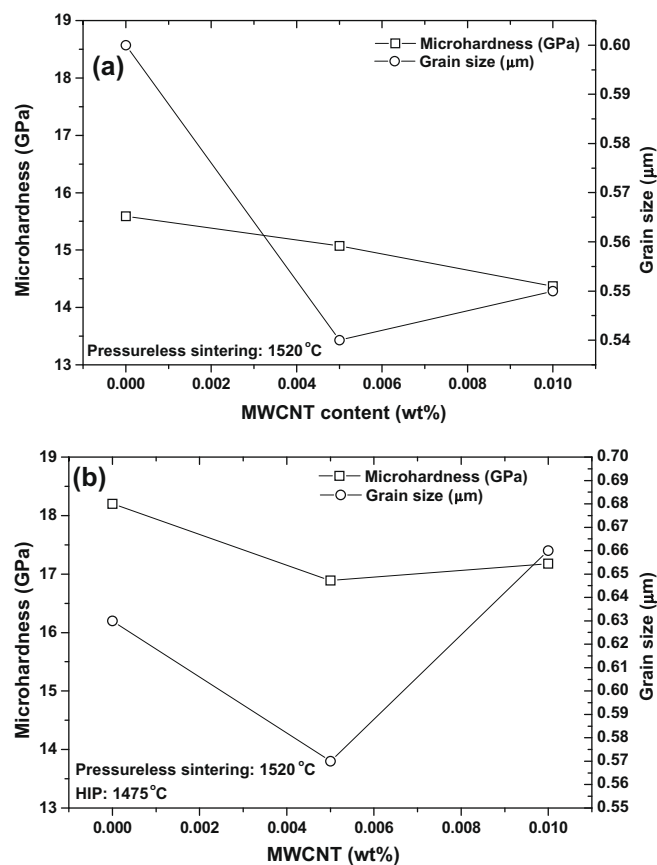 (a)
Microhardness (GPa)
Grain size (μm)
19
18
17
16
15
14
13
Microhardness (GPa)
0.60
0.59
0.58
0.57
0.56
0.55
0.54
Grain size (μm)
Pressureless sintering: 1520°C
0.000 0.002 0.004 0.006 0.008 0.010
MWCNT content (wt%)
(b)
Microhardness (GPa)
Grain size (μm)
19
18
17
16
15
14
13
Microhardness (GPa)
0.70
0.69
0.68
0.67
0.66
0.65
0.64
0.63
0.62
0.61
0.60
0.59
0.58
0.57
0.56
0.55
Grain size (μm)
Pressureless sintering: 1520°C
HIP: 1475°C
0.000 0.002 0.004 0.006 0.008 0.010
MWCNT content (wt%)